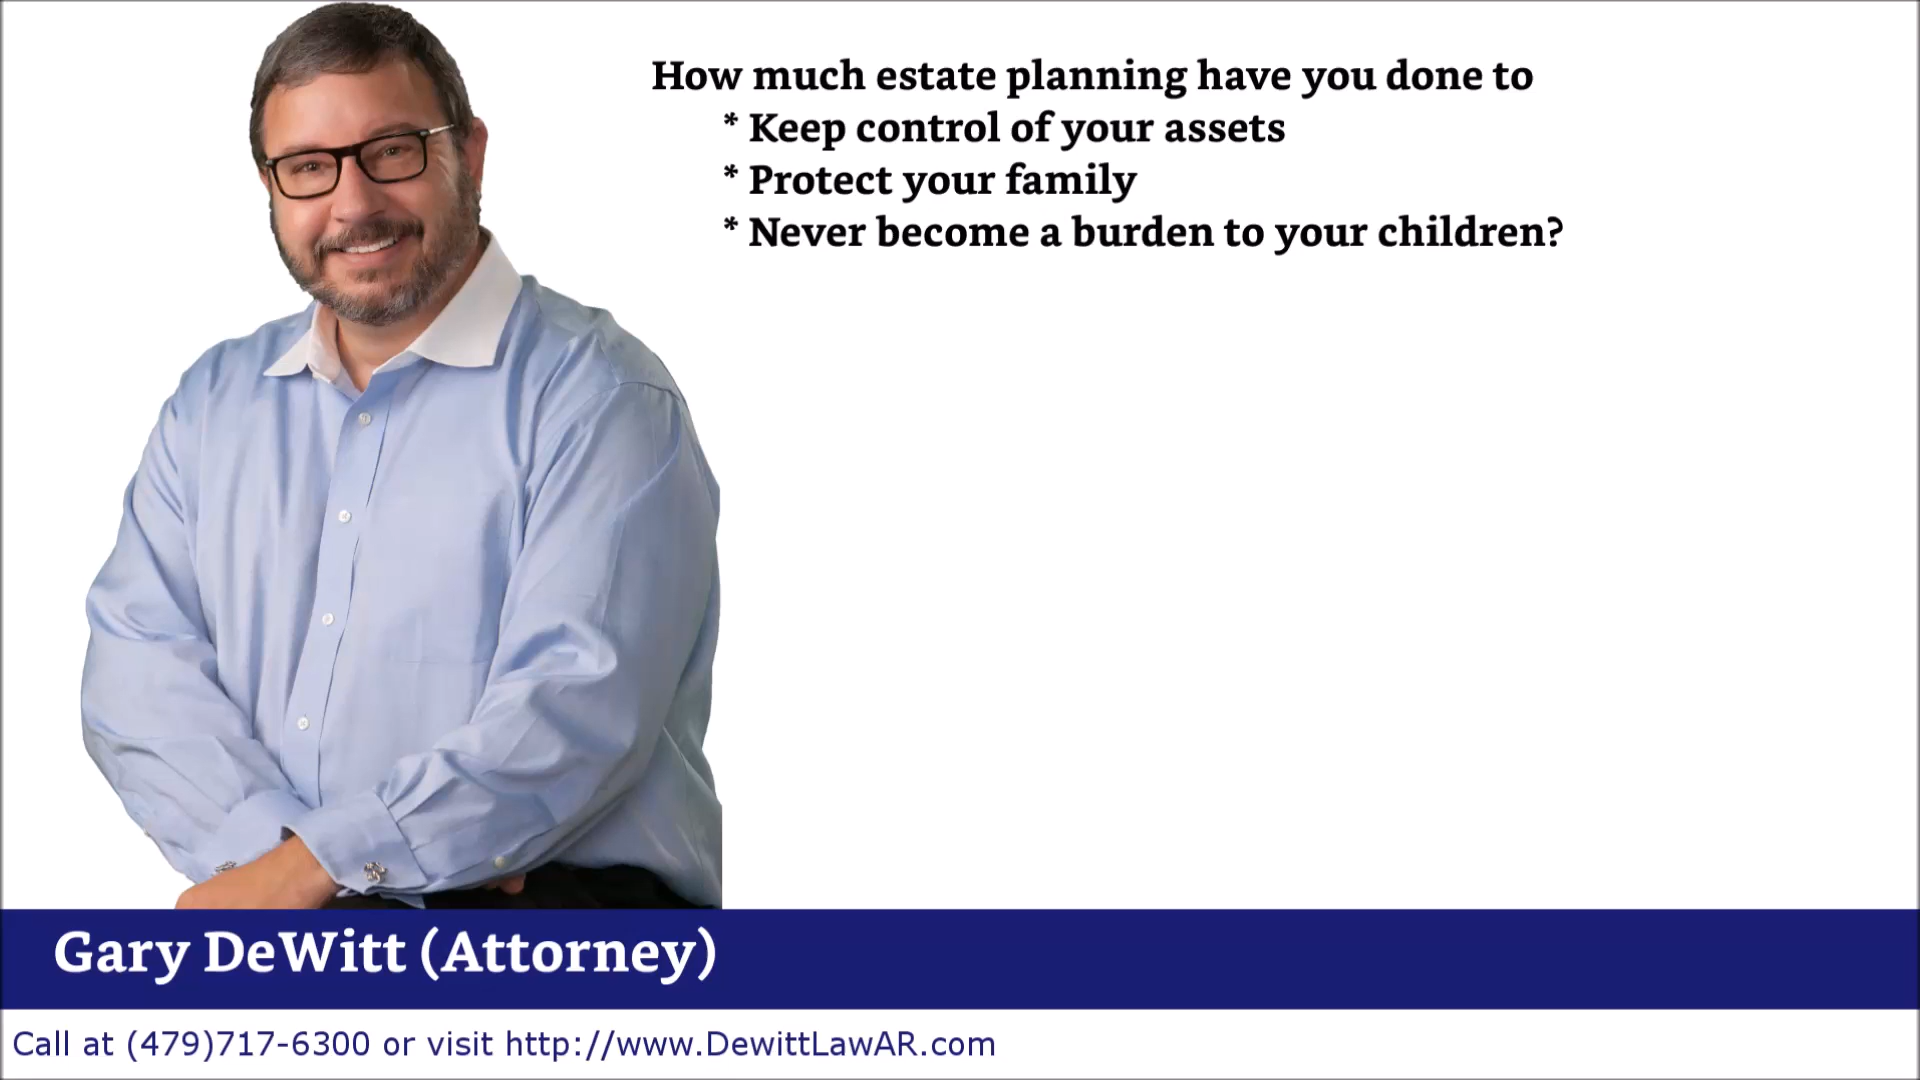 How much estate planning have you done to
* Keep control of your assets
* Protect your family
* Never become a burden to your children?
Gary DeWitt (Attorney)
Call at (479)717-6300 or visit http://www.DewittLawAR.com